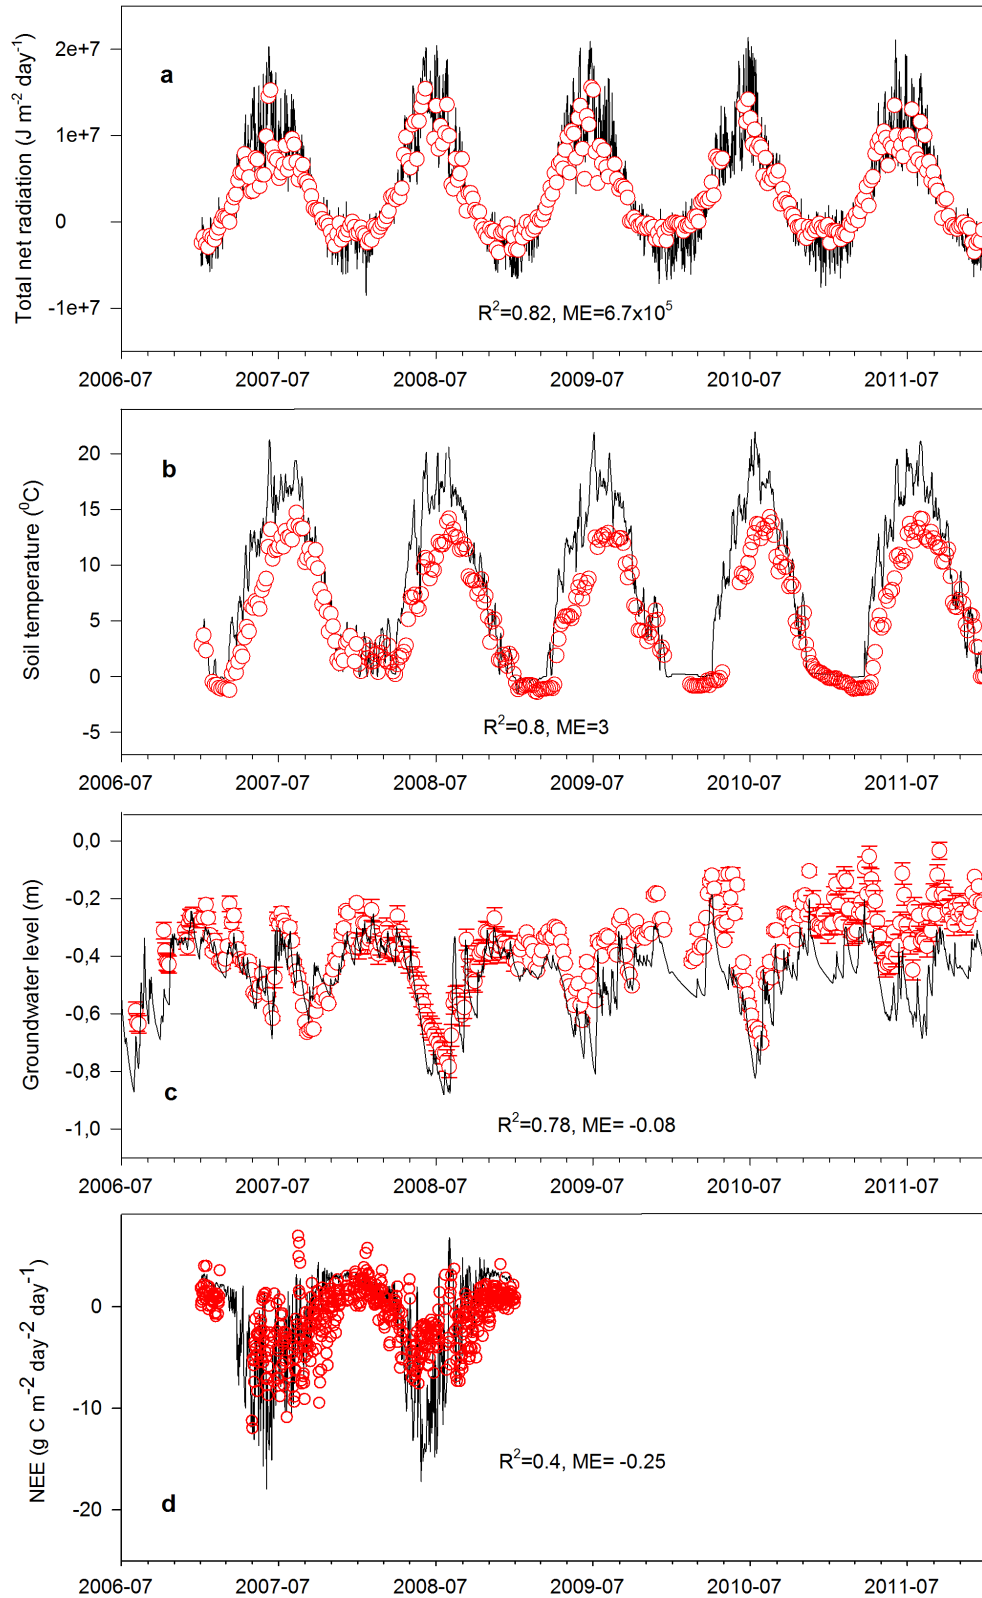 Total net radiation (J m-2 day-1)
2e+7
1e+7
0
-1e+7
a
R2=0.82, ME=6.7x105
2006-07 2007-07 2008-07 2009-07 2010-07 2011-07
Soil temperature (0C)
20
15
10
5
0
-5
b
R2=0.8, ME=3
2006-07 2007-07 2008-07 2009-07 2010-07 2011-07
Groundwater level (m)
0,0
-0,2
-0,4
-0,6
-0,8
-1,0
c
R2=0.78, ME= -0.08
2006-07 2007-07 2008-07 2009-07 2010-07 2011-07
NEE (g C m-2 day-2 day-1)
0
-10
-20
d
R2=0.4, ME= -0.25
2006-07 2007-07 2008-07 2009-07 2010-07 2011-07